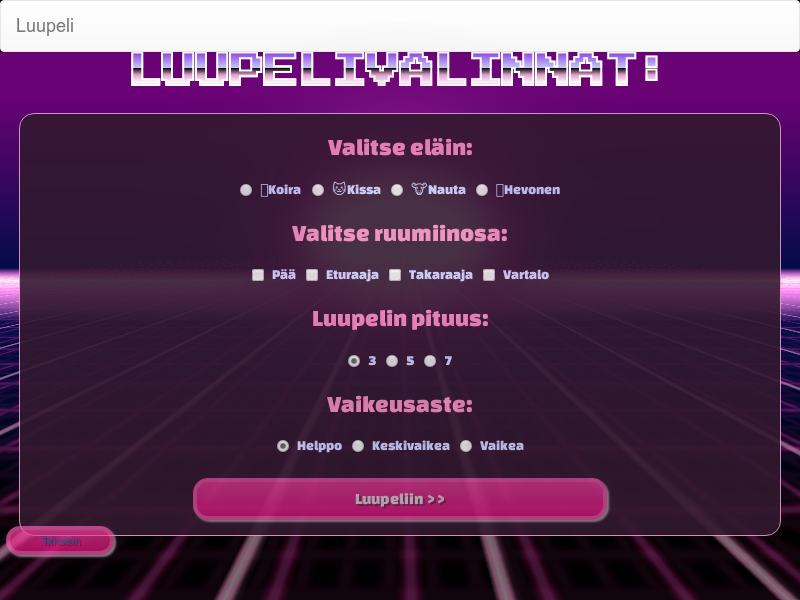 Luupeli
LUUPELIVALINNAT:
Valitse eläin:
Koira 🐱Kissa 🐮Nauta Hevonen
Valitse ruumiinosa:
Pää Eturaaja Takaraaja Vartalo
Luupelin pituus:
3 5 7
Vaikeusaste:
Helppo Keskivaikea Vaikea
Luupeliin >>